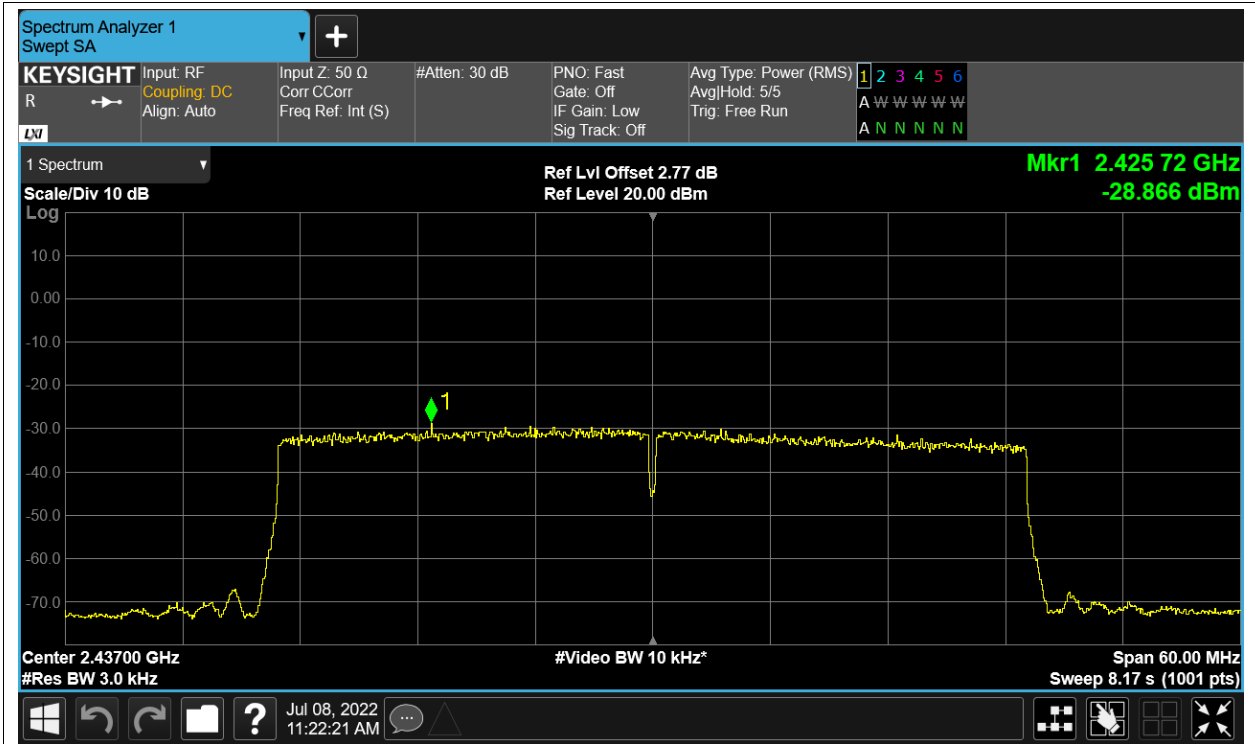 Spectrum Analyzer 1
Swept SA
KEYSIGHT
R
LXI
Input: RF
Coupling: DC
Align: Auto
Input Z: 50 Ω
Corr CCorr
Freq Ref: Int (S)
#Atten: 30 dB
PNO: Fast
Gate: Off
IF Gain: Low
Sig Track: Off
Avg Type: Power (RMS)
Avg|Hold: 5/5
Trig: Free Run
1 2 3 4 5 6
A W W W W W
A N N N N N
1 Spectrum
Scale/Div 10 dB
Log
Ref Lvl Offset 2.77 dB
Ref Level 20.00 dBm
Mkr1 2.425 72 GHz
-28.866 dBm
10.0
0.00
-10.0
-20.0
1
-30.0
-40.0
-50.0
-60.0
-70.0
Center 2.43700 GHz
#Video BW 10 kHz*
Span 60.00 MHz
#Res BW 3.0 kHz
Sweep 8.17 s (1001 pts)
?
Jul 08, 2022
11:22:21 AM